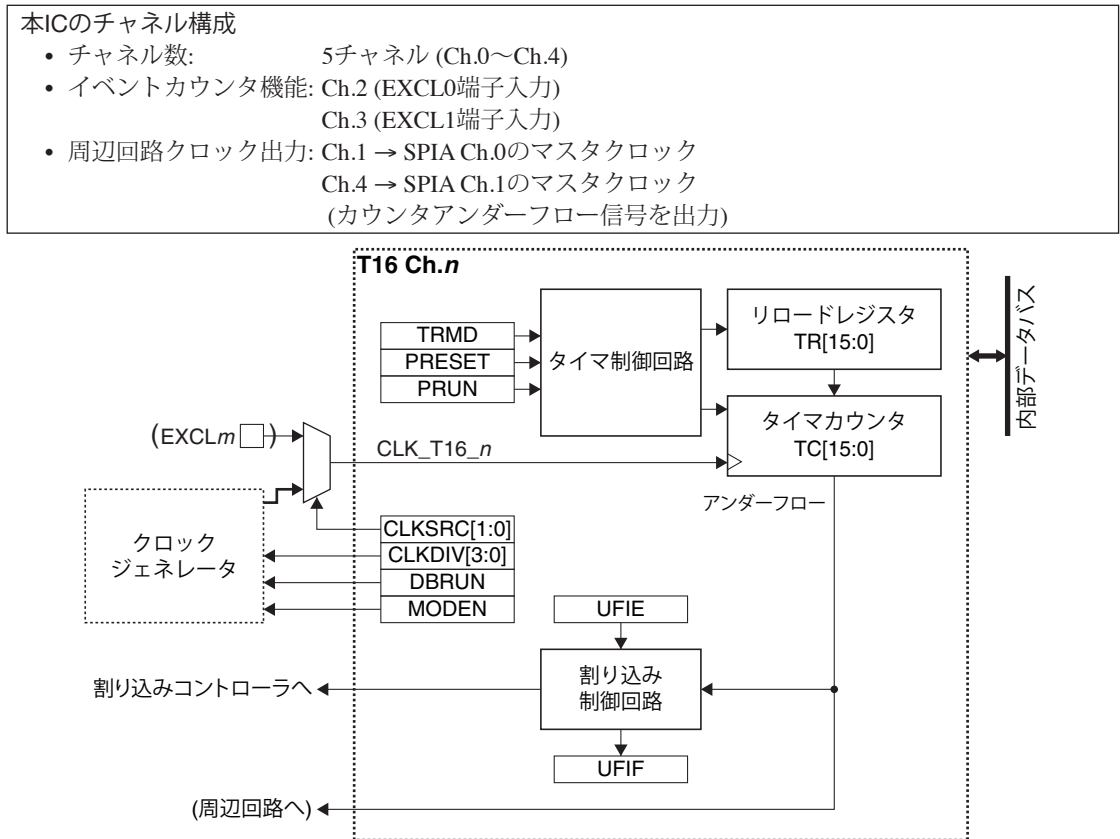 本ICのチャネル構成
• チャネル数: 5チャネル (Ch.0～Ch.4)
• イベントカウンタ機能: Ch.2 (EXCL0端子入力)
Ch.3 (EXCL1端子入力)
• 周辺回路クロック出力: Ch.1 → SPIA Ch.0のマスタクロック
Ch.4 → SPIA Ch.1のマスタクロック
(カウンタアンダーフロー信号を出力)
T16 Ch.n
TRMD
PRESET
PRUN
タイマ制御回路
リロードレジスタ
TR[15:0]
タイマカウンタ
TC[15:0]
内部データバス
(EXCLm )
CLK_T16_n
アンダーフロー
クロック
ジェネレータ
CLKSRC[1:0]
CLKDIV[3:0]
DBRUN
MODEN
UFIE
割り込み
制御回路
割り込みコントローラへ
UFIF
(周辺回路へ)